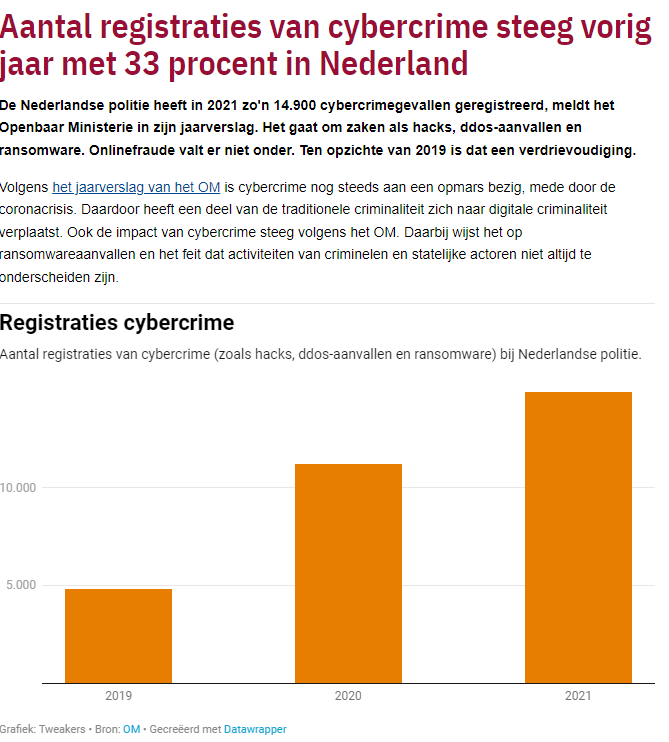 Aantal registraties van cybercrime steeg vorig
jaar met 33 procent in Nederland
De Nederlandse politie heeft in 2021 zo'n 14.900 cybercrimegevallen geregistreerd, meldt het
Openbaar Ministerie in zijn jaarverslag. Het gaat om zaken als hacks, ddos-aanvallen en
ransomware. Onlinefraude valt er niet onder. Ten opzichte van 2019 is dat een verdrievoudiging.
Volgens het jaarverslag van het OM is cybercrime nog steeds aan een opmars bezig, mede door de
coronacrisis. Daardoor heeft een deel van de traditionele criminaliteit zich naar digitale criminaliteit
verplaatst. Ook de impact van cybercrime steeg volgens het OM. Daarbij wijst het op
ransomwareaanvallen en het feit dat activiteiten van criminelen en statelijke actoren niet altijd te
onderscheiden zijn.
Registraties cybercrime
Aantal registraties van cybercrime (zoals hacks, ddos-aanvallen en ransomware) bij Nederlandse politie.
10.000
5.000
2019 2020 2021
Grafiek: Tweakers • Bron: OM • Gecreëerd met Datawrapper